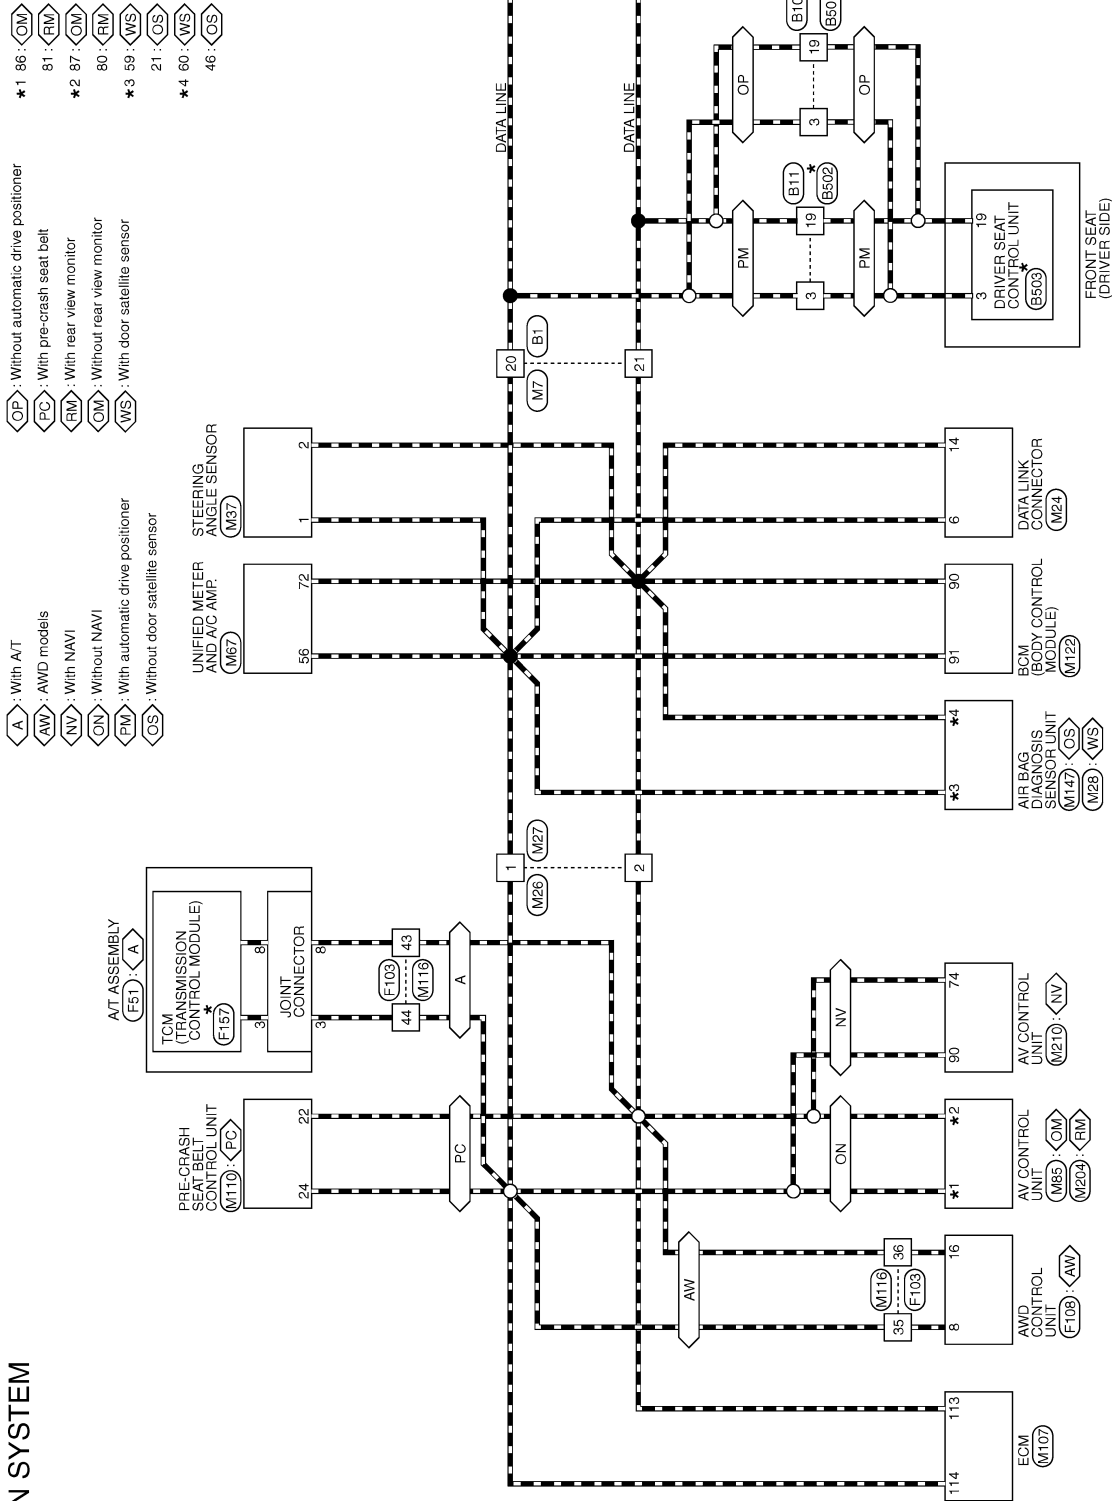 N SYSTEM
A : With A/T
AW : AWD models
NV : With NAVI
ON : Without NAVI
PM : With automatic drive positioner
OS : Without door satellite sensor
OP : Without automatic drive positioner
PC : With pre-crash seat belt
RM : With rear view monitor
OM : Without rear view monitor
WS : With door satellite sensor
*1 86 : OM
81 : RM
*2 87 : OM
80 : RM
*3 59 : WS
21 : OS
*4 60 : WS
46 : OS
PRE-CRASH
SEAT BELT
CONTROL UNIT
M110 : PC
24 22
PC
A/T ASSEMBLY
F51 : A
TCM
(TRANSMISSION
CONTROL MODULE)
*
F157
3 8
JOINT
CONNECTOR
3 8
44 43
F103
M116
A
UNIFIED METER
AND A/C AMP.
M67
56 72
STEERING
ANGLE SENSOR
M37
1 2
DATA LINE
DATA LINE
1 2
M26 M27
20 21
M7 B1
ECM
M107
114 113
AW
35 36
M116
F103
8 16
AWD
CONTROL
UNIT
F108 : AW
ON
*1 *2
AV CONTROL
UNIT
M85 : OM
M204 : RM
NV
90 74
AV CONTROL
UNIT
M210 : NV
*3 *4
AIR BAG
DIAGNOSIS
SENSOR UNIT
M147 : OS
M28 : WS
91 90
BCM
(BODY CONTROL
MODULE)
M122
6 14
DATA LINK
CONNECTOR
M24
PM
3 19
B11
*
B502
PM
OP
3 19
OP
3 19
DRIVER SEAT
CONTROL UNIT
*
B503
FRONT SEAT
(DRIVER SIDE)